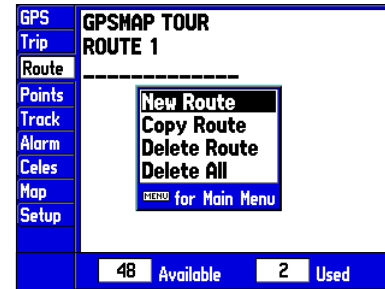 GPS
Trip
Route
Points
Track
Alarm
Celes
Map
Setup
GPSMAP TOUR
ROUTE 1
_____________
New Route
Copy Route
Delete Route
Delete All
MENU for Main Menu
48 Available 2 Used